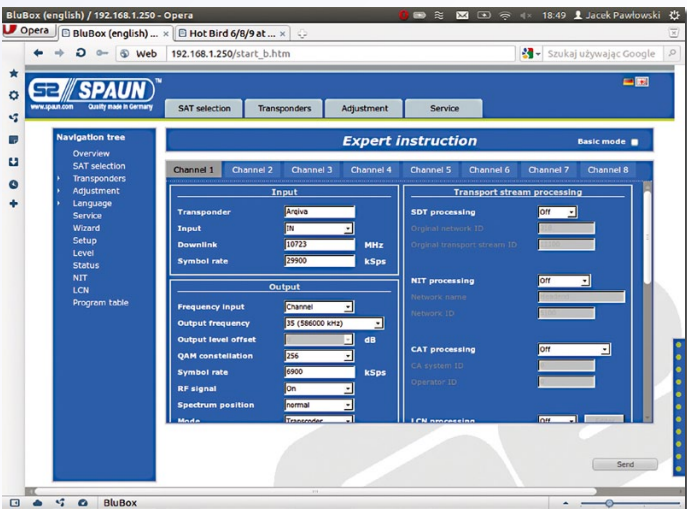 BluBox (english) / 192.168.1.250 - Opera
18:49 Jacek Pawłowski
Opera
BluBox (english) ... ×
Hot Bird 6/8/9 at ... ×
Web 192.168.1.250/start_b.htm
Szukaj używając Google
SPAUN
www.spaun.com Quality made in Germany
SAT selection Transponders Adjustment Service
Navigation tree
Overview
SAT selection
Transponders
Adjustment
Language
Service
Wizard
Setup
Level
Status
NIT
LCN
Program table
Expert instruction
Basic mode
Channel 1 Channel 2 Channel 3 Channel 4 Channel 5 Channel 6 Channel 7 Channel 8
Input
Transponder Arqiva
Input IN
Downlink 10723 MHz
Symbol rate 29900 kSps
Output
Frequency input Channel
Output frequency 35 (586000 kHz)
Output level offset dB
QAM constellation 256
Symbol rate 6900 kSps
RF signal On
Spectrum position normal
Mode Transcoder
Transport stream processing
SDT processing Off
Orginal network ID
Orginal transport stream ID
NIT processing Off
Network name
Network ID
CAT processing Off
CA system ID
Operator ID
LCN processing Off
Send
BluBox